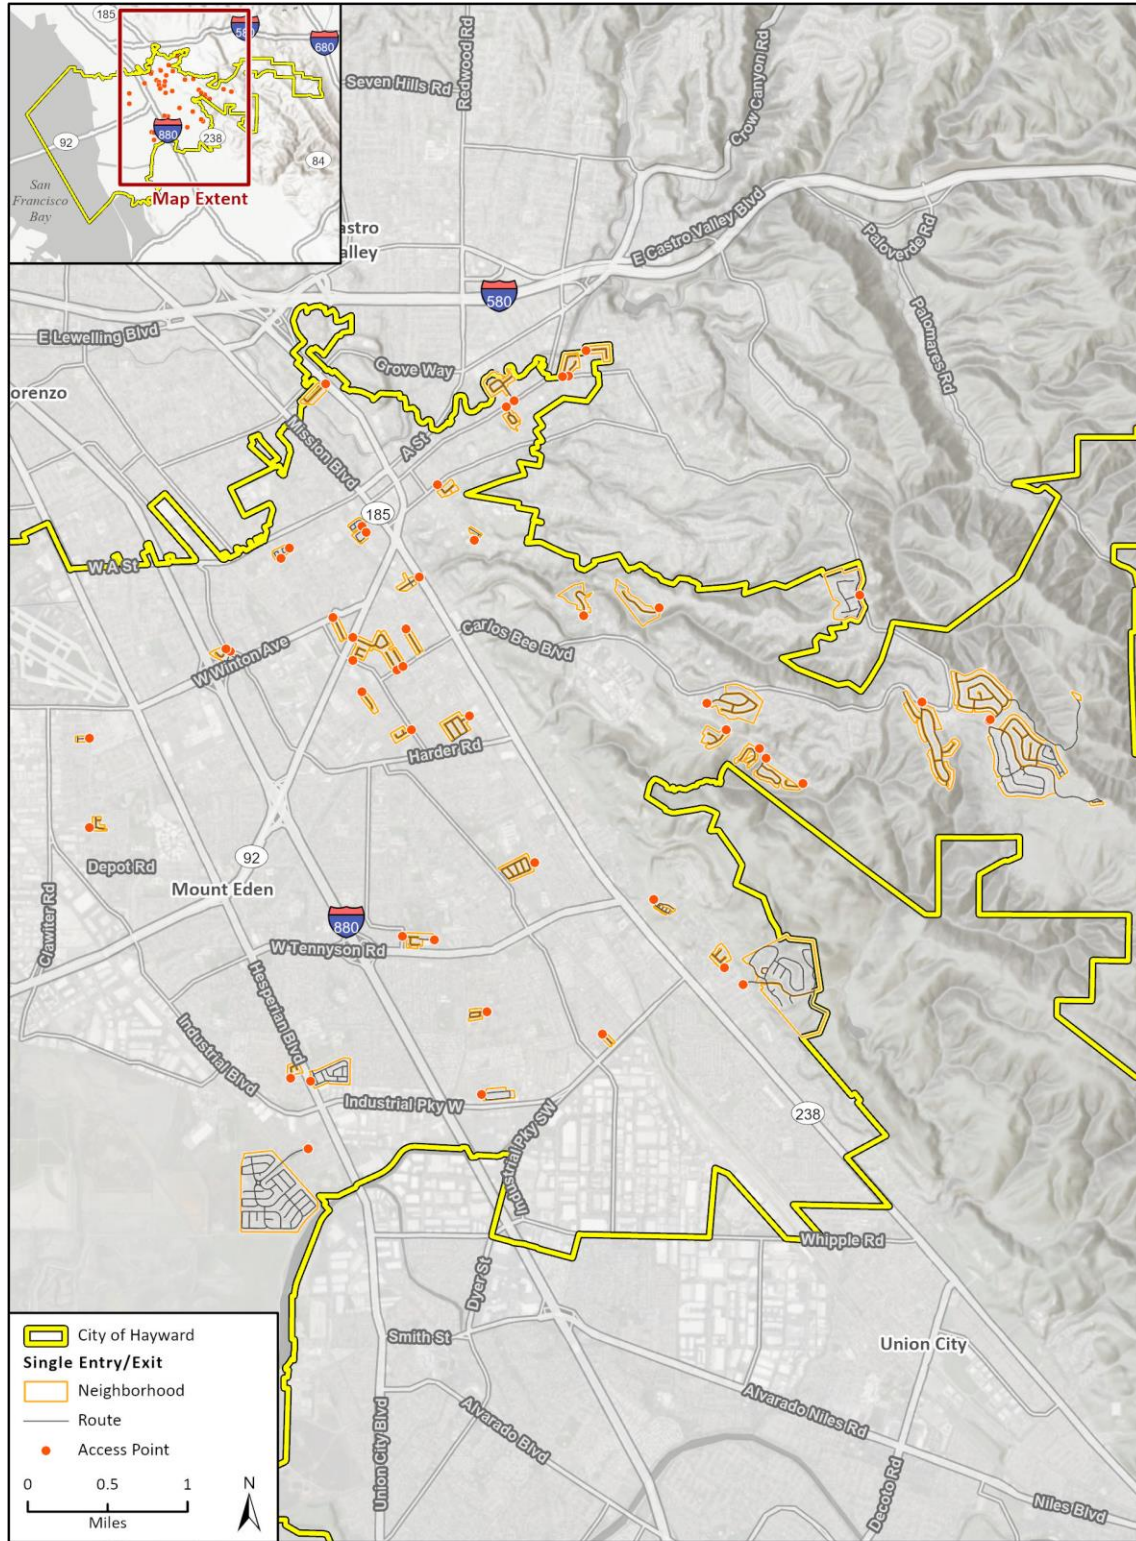 185
580
680
92
880
238
84
San
Francisco
Bay
Map Extent
Redwood Rd
Seven Hills Rd
Crow Canyon Rd
astro
alley
E Castro Valley Blvd
Paloverde Rd
580
Palomares Rd
E Lewelling Blvd
Grove Way
orenzo
Mission Blvd
A St
185
W A St
W Winton Ave
Carlos Bee Blvd
Harder Rd
92
Depot Rd
Mount Eden
Clawiter Rd
880
W Tennyson Rd
Hesperian Blvd
Industrial Blvd
Industrial Pky W
Industrial Pky SW
238
Whipple Rd
Dyer St
Smith St
Union City
Union City Blvd
Alvarado Blvd
Alvarado Niles Rd
Decoto Rd
Niles Blvd
City of Hayward
Single Entry/Exit
Neighborhood
Route
Access Point
0 0.5 1
Miles
N